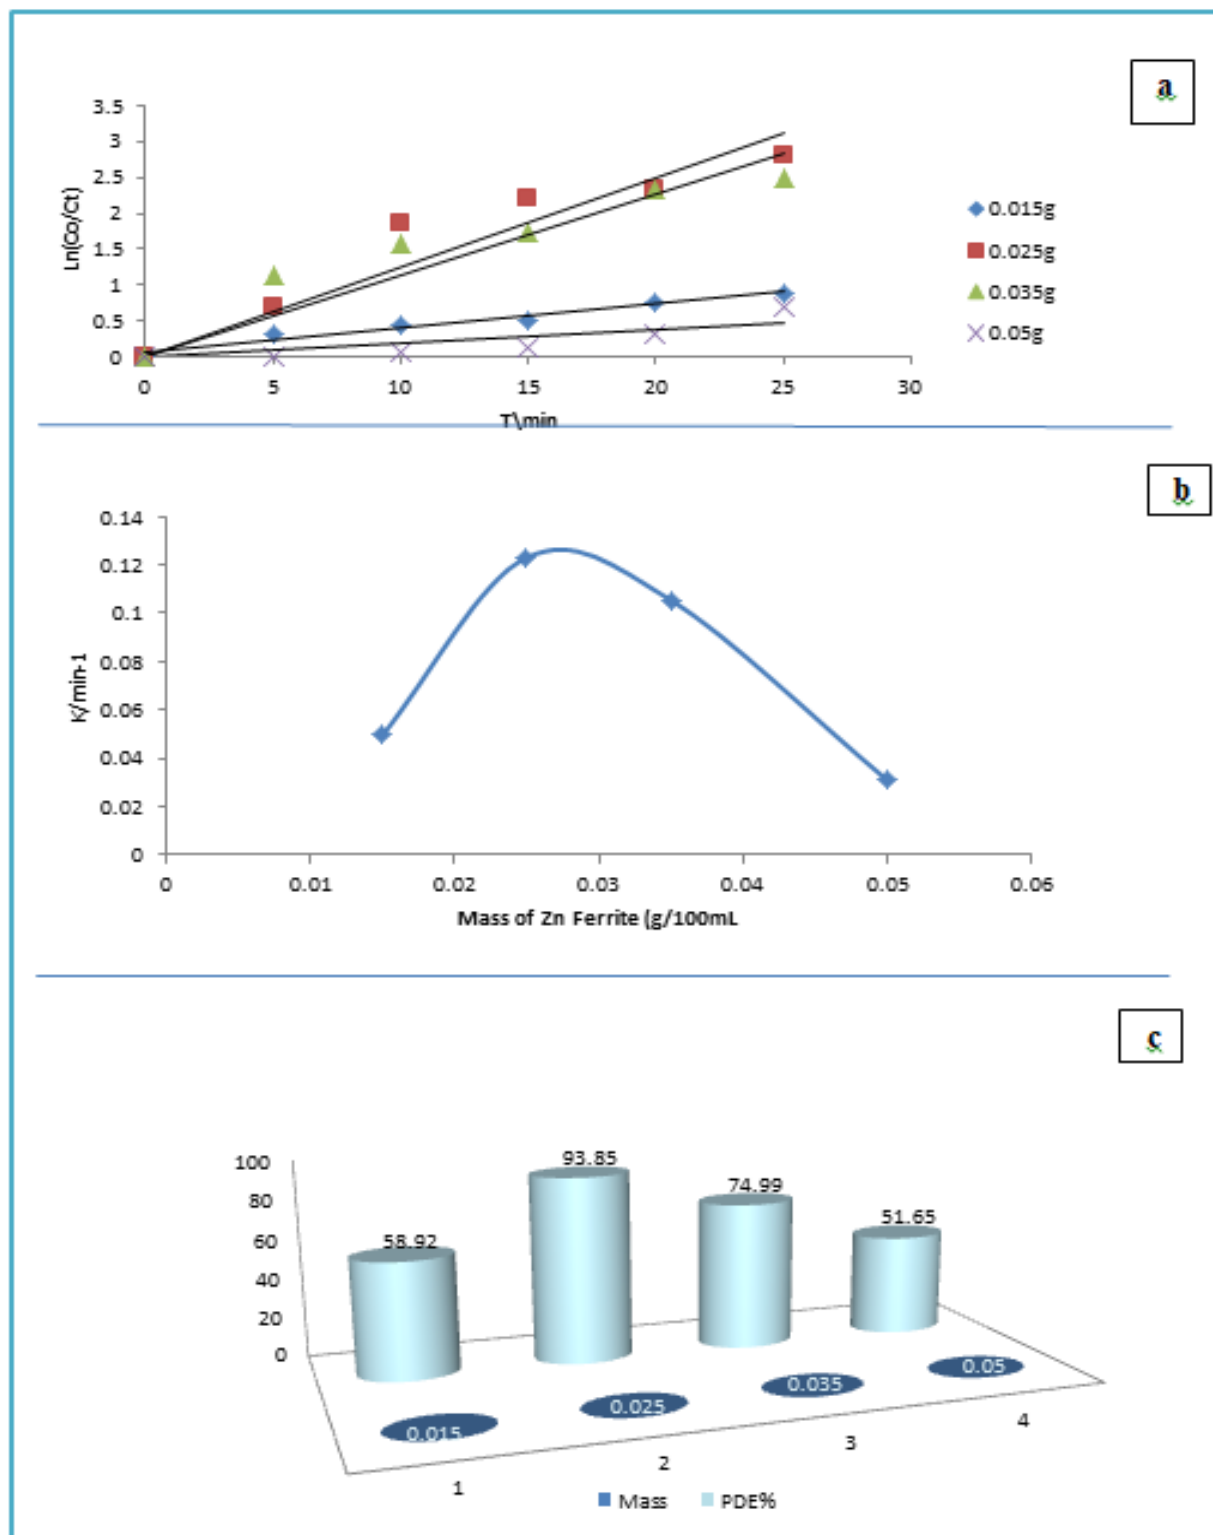 a
3.5
3
2.5
2
1.5
1
0.5
0
Ln(Co/Ct)
0 5 10 15 20 25 30
T\min
0.015g
0.025g
0.035g
0.05g
b
0.14
0.12
0.1
0.08
0.06
0.04
0.02
0
K/min-1
0 0.01 0.02 0.03 0.04 0.05 0.06
Mass of Zn Ferrite (g/100mL
c
100
80
60
40
20
0
58.92
93.85
74.99
51.65
0.015
0.025
0.035
0.05
1
2
3
4
Mass PDE%